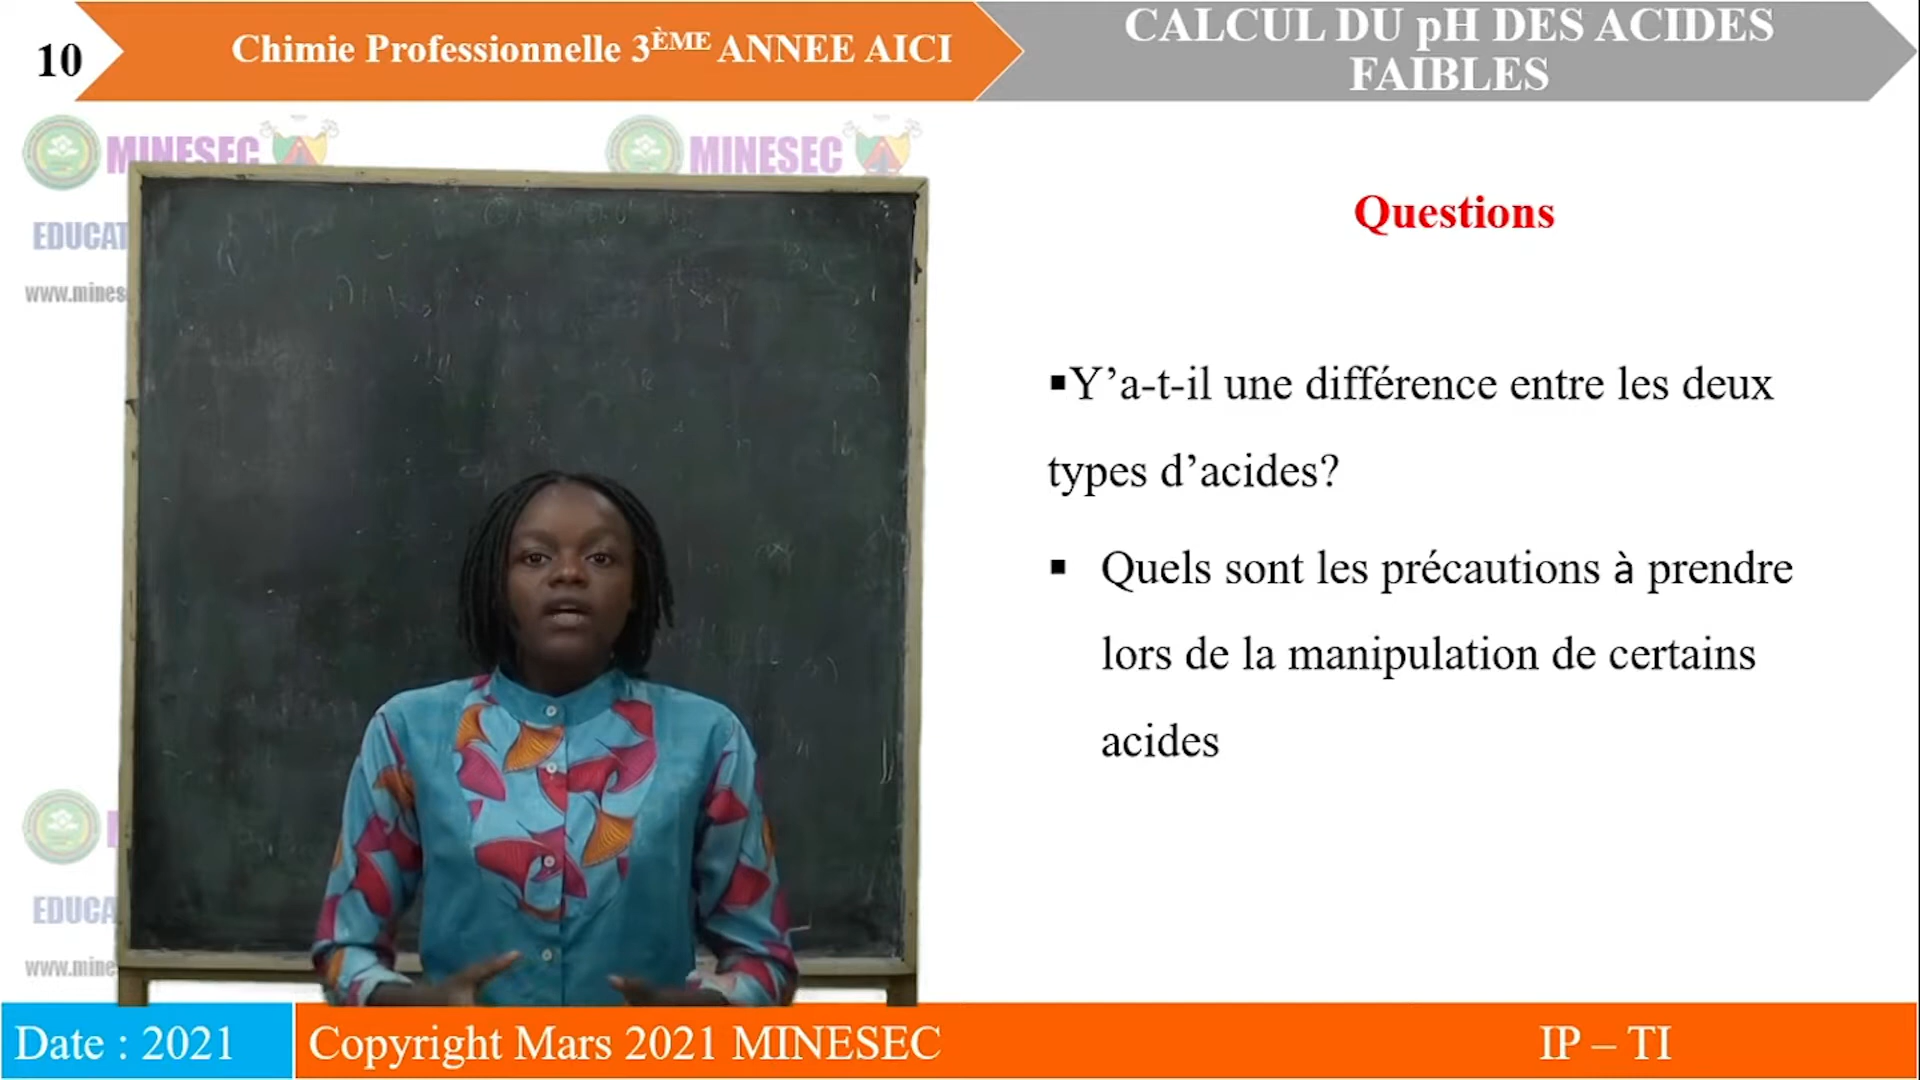 10
Chimie Professionnelle 3ÈME ANNEE AICI
CALCUL DU pH DES ACIDES
FAIBLES
MINESEC
MINESEC
EDUCAT
www.mines
Questions
▪Y’a-t-il une différence entre les deux
types d’acides?
▪ Quels sont les précautions à prendre
lors de la manipulation de certains
acides
EDUCA
www.mine
Date : 2021
Copyright Mars 2021 MINESEC
IP – TI